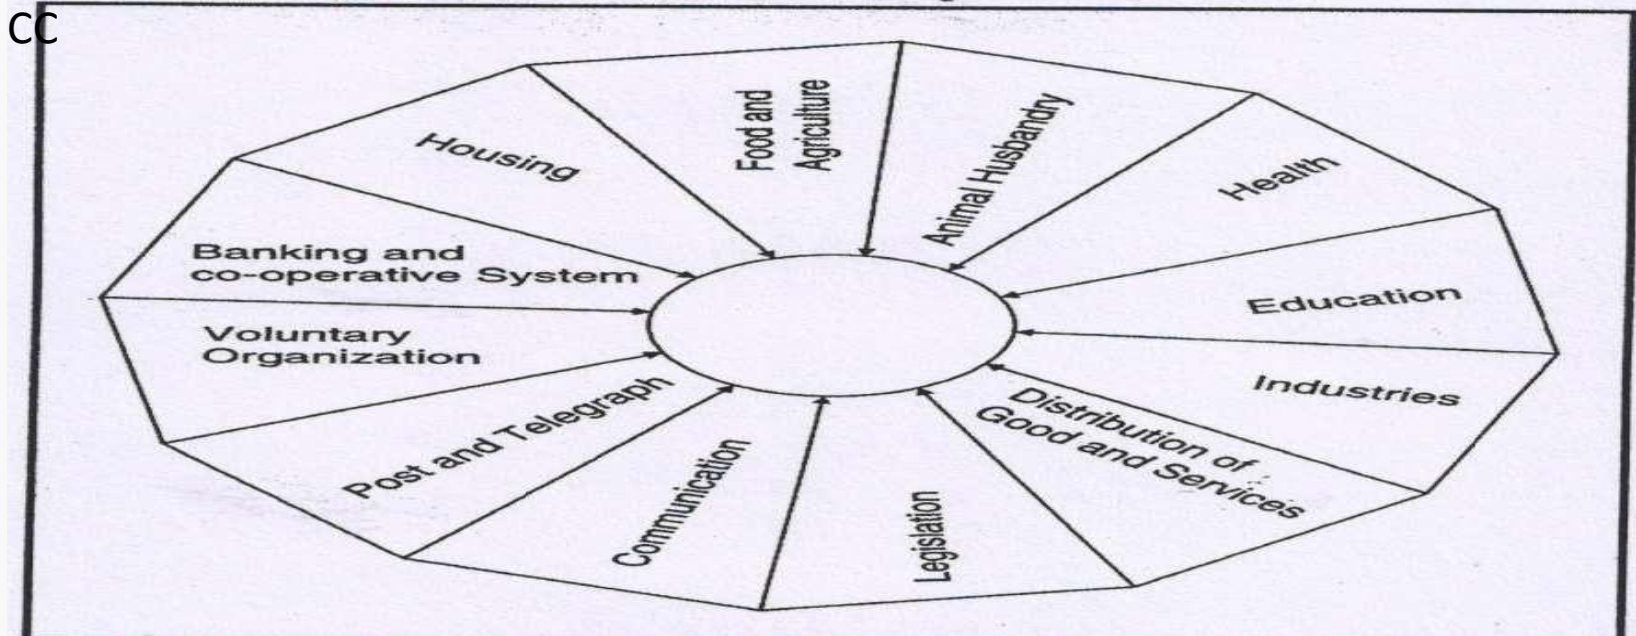 CC
Food and
Agriculture
Animal Husbandry
Health
Education
Industries
Distribution of
Good and Services
Legislation
Communication
Post and Telegraph
Voluntary
Organization
Banking and
co-operative System
Housing